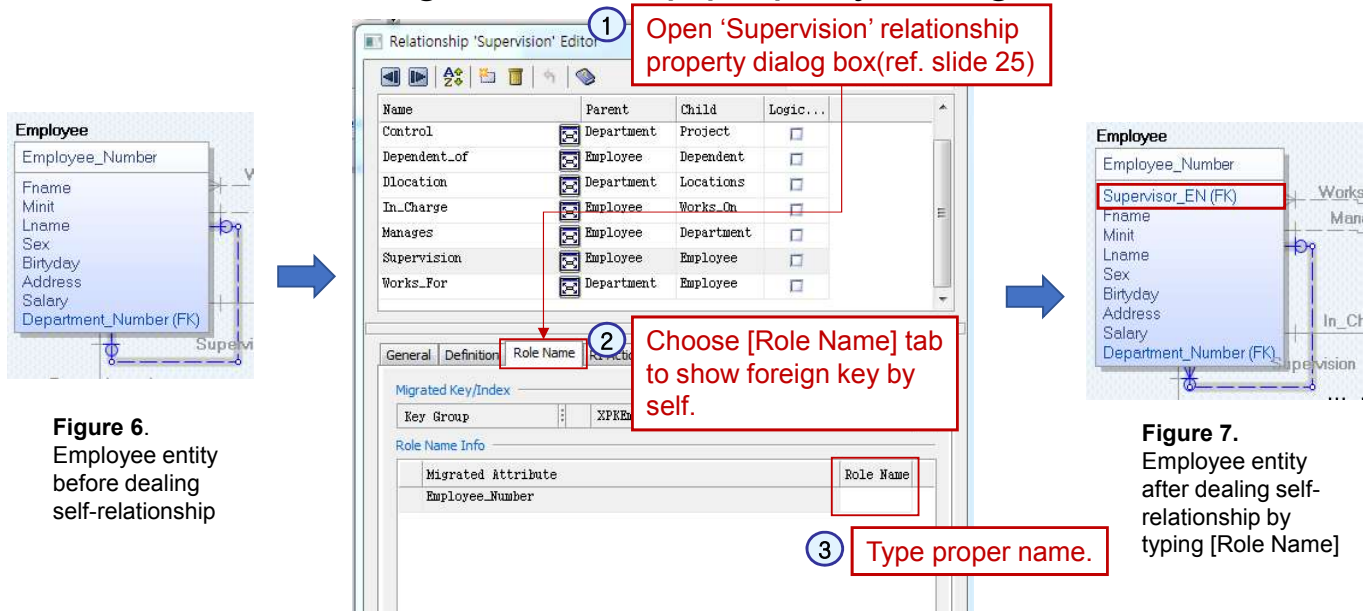 1
Open ‘Supervision’ relationship
property dialog box(ref. slide 25)
Relationship 'Supervision' Editor
Name Parent Child Logic...
Control Department Project
Dependent_of Employee Dependent
Dlocation Department Locations
In_Charge Employee Works_On
Manages Employee Department
Supervision Employee Employee
Works_For Department Employee
2
Choose [Role Name] tab
to show foreign key by
self.
General Definition Role Name
Migrated Key/Index
Key Group
Role Name Info
Migrated Attribute Role Name
Employee_Number
3
Type proper name.
Employee
Employee_Number
Fname
Minit
Lname
Sex
Birtyday
Address
Salary
Department_Number (FK)
Figure 6.
Employee entity
before dealing
self-relationship
Employee
Employee_Number
Supervisor_EN (FK)
Fname
Minit
Lname
Sex
Birtyday
Address
Salary
Department_Number (FK)
Works
In_Ch
Supervision
Figure 7.
Employee entity
after dealing self-
relationship by
typing [Role Name]